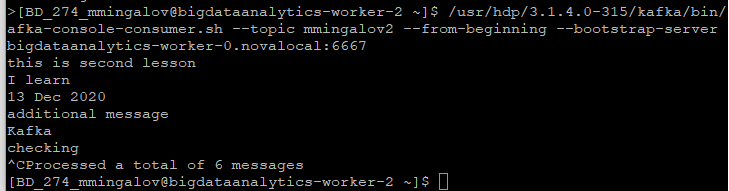 >[BD_274_mmingalov@bigdataanalytics-worker-2 ~]$ /usr/hdp/3.1.4.0-315/kafka/bin/
afka-console-consumer.sh --topic mmingalov2 --from-beginning --bootstrap-server
bigdataanalytics-worker-0.novalocal:6667
this is second lesson
I learn
13 Dec 2020
additional message
Kafka
checking
^CProcessed a total of 6 messages
[BD_274_mmingalov@bigdataanalytics-worker-2 ~]$